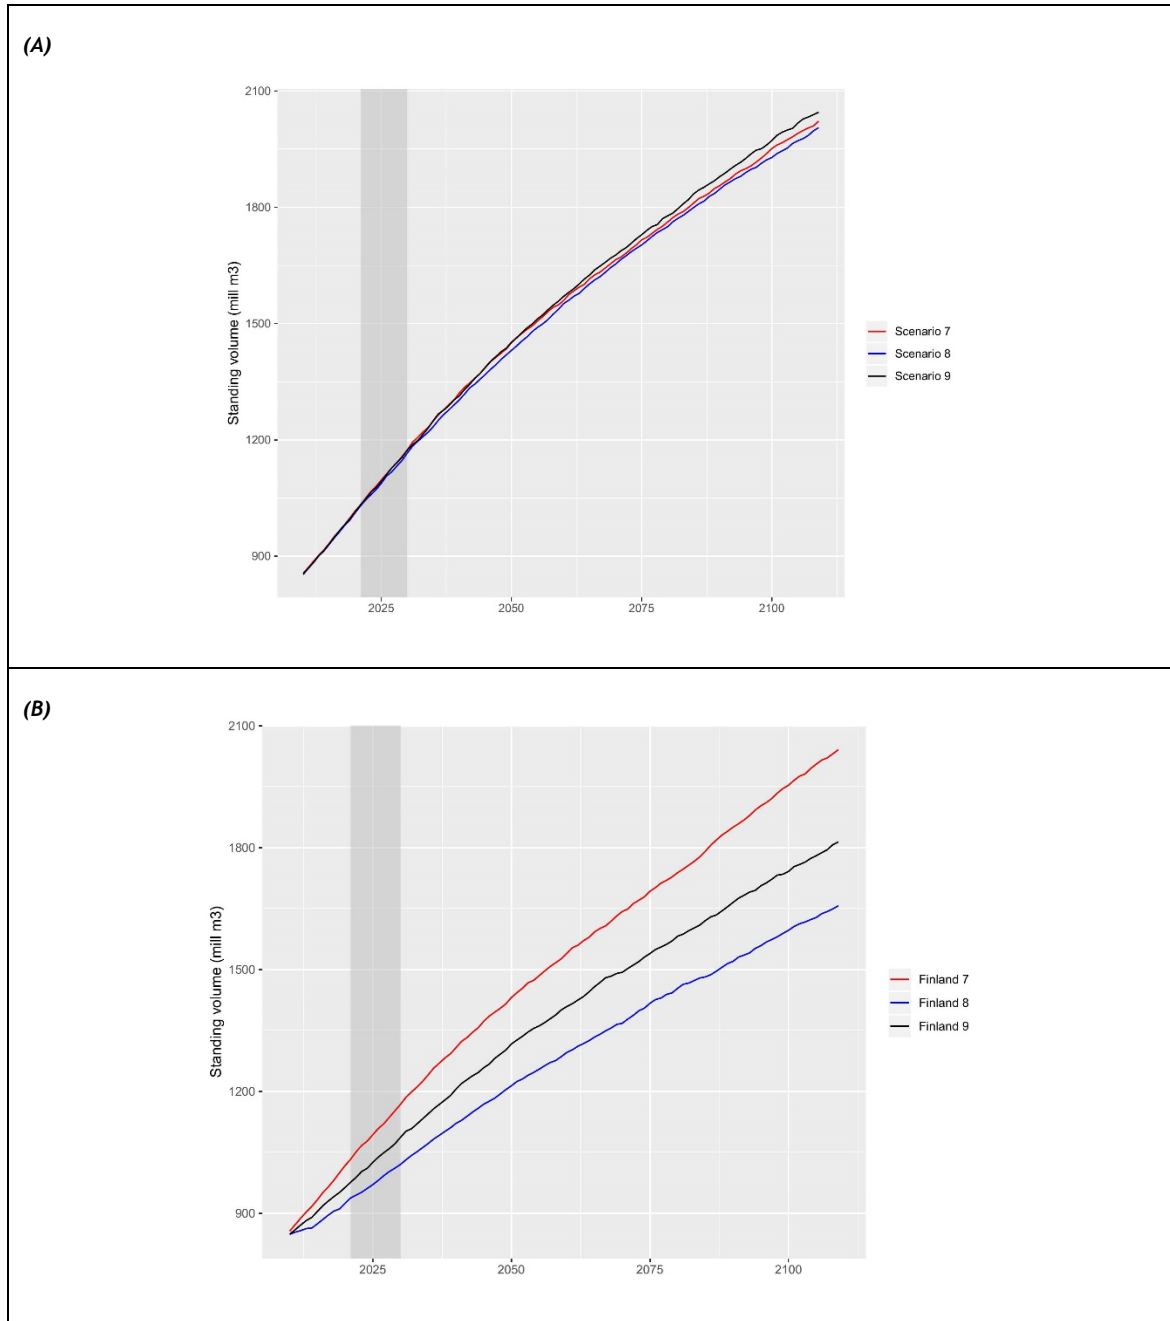 (A)
Standing volume (mill m3)
2100
1800
1500
1200
900
2025 2050 2075 2100
Scenario 7
Scenario 8
Scenario 9
(B)
Standing volume (mill m3)
2100
1800
1500
1200
900
2025 2050 2075 2100
Finland 7
Finland 8
Finland 9